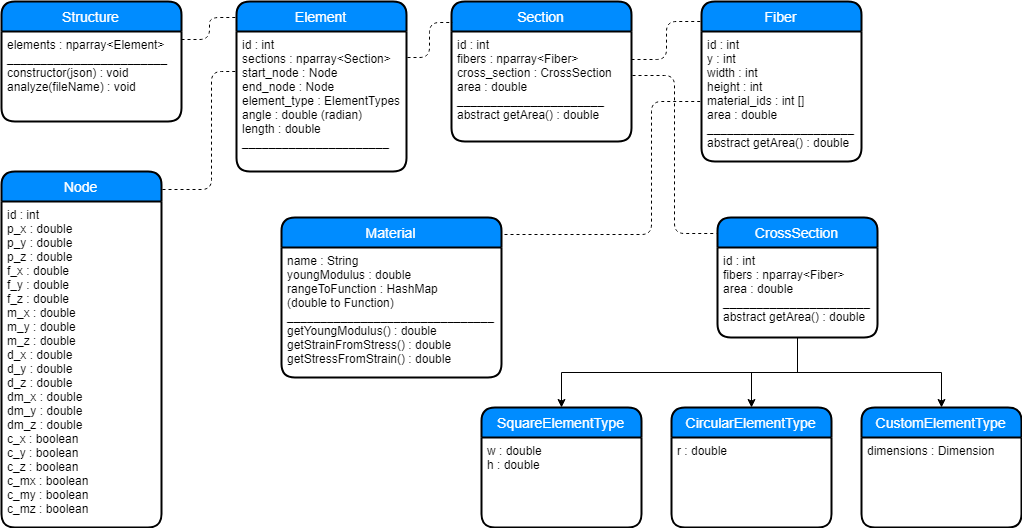 Structure
elements : nparray<Element>
constructor(json) : void
analyze(fileName) : void
Element
id : int
sections : nparray<Section>
start_node : Node
end_node : Node
element_type : ElementTypes
angle : double (radian)
length : double
Section
id : int
fibers : nparray<Fiber>
cross_section : CrossSection
area : double
abstract getArea() : double
Fiber
id : int
y : int
width : int
height : int
material_ids : int []
area : double
abstract getArea() : double
Node
id : int
p_x : double
p_y : double
p_z : double
f_x : double
f_y : double
f_z : double
m_x : double
m_y : double
m_z : double
d_x : double
d_y : double
d_z : double
dm_x : double
dm_y : double
dm_z : double
c_x : boolean
c_y : boolean
c_z : boolean
c_mx : boolean
c_my : boolean
c_mz : boolean
Material
name : String
youngModulus : double
rangeToFunction : HashMap
(double to Function)
getYoungModulus() : double
getStrainFromStress() : double
getStressFromStrain() : double
CrossSection
id : int
fibers : nparray<Fiber>
area : double
abstract getArea() : double
SquareElementType
w : double
h : double
CircularElementType
r : double
CustomElementType
dimensions : Dimension